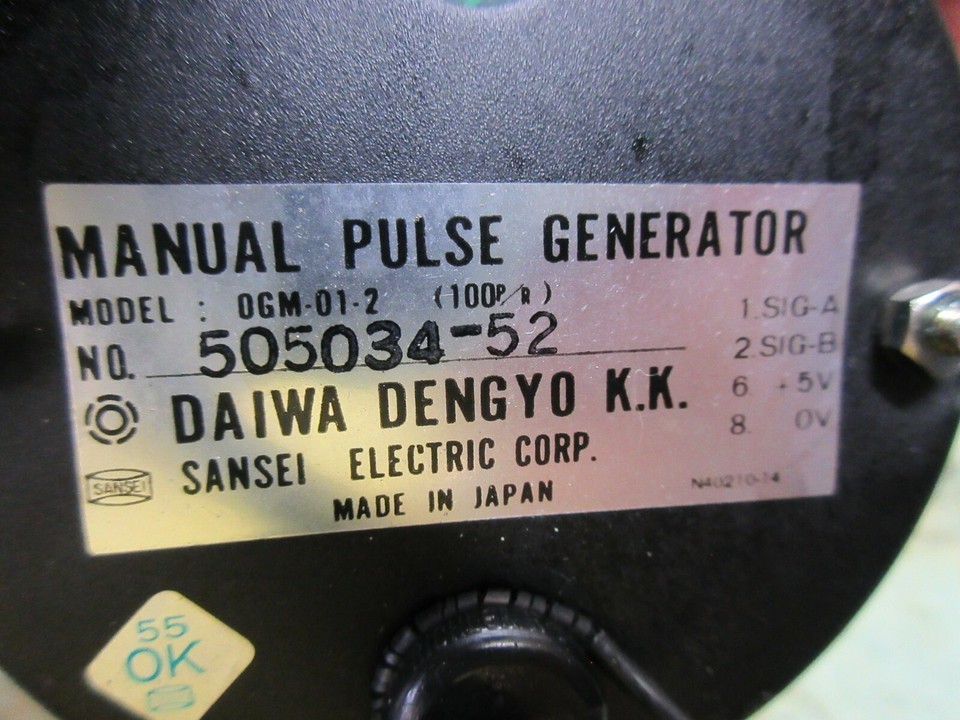 MANUAL PULSE GENERATOR
MODEL : OGM-01-2 (100P/R)
NO. 505034-52
DAIWA DENGYO K.K.
SANSEI ELECTRIC CORP.
MADE IN JAPAN
1.SIG-A
2.SIG-B
6 +5V
8. 0V
N40210-14
SANSEI
55
OK